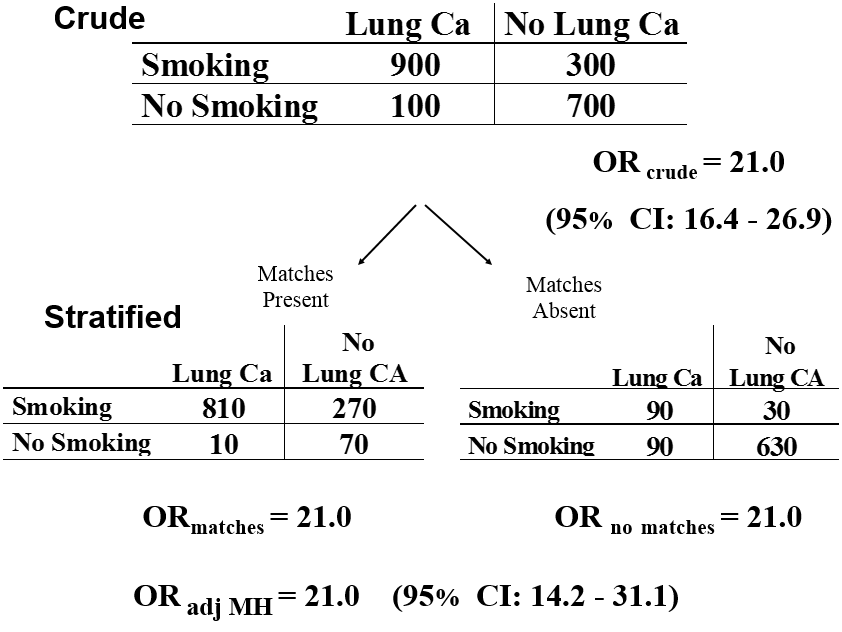 Crude
Lung Ca No Lung Ca
Smoking 900 300
No Smoking 100 700
OR crude = 21.0
(95% CI: 16.4 - 26.9)
Matches
Present
Matches
Absent
Stratified
No
Lung Ca Lung CA
Smoking 810 270
No Smoking 10 70
No
Lung Ca Lung CA
Smoking 90 30
No Smoking 90 630
OR matches = 21.0
OR no matches = 21.0
OR adj MH = 21.0 (95% CI: 14.2 - 31.1)